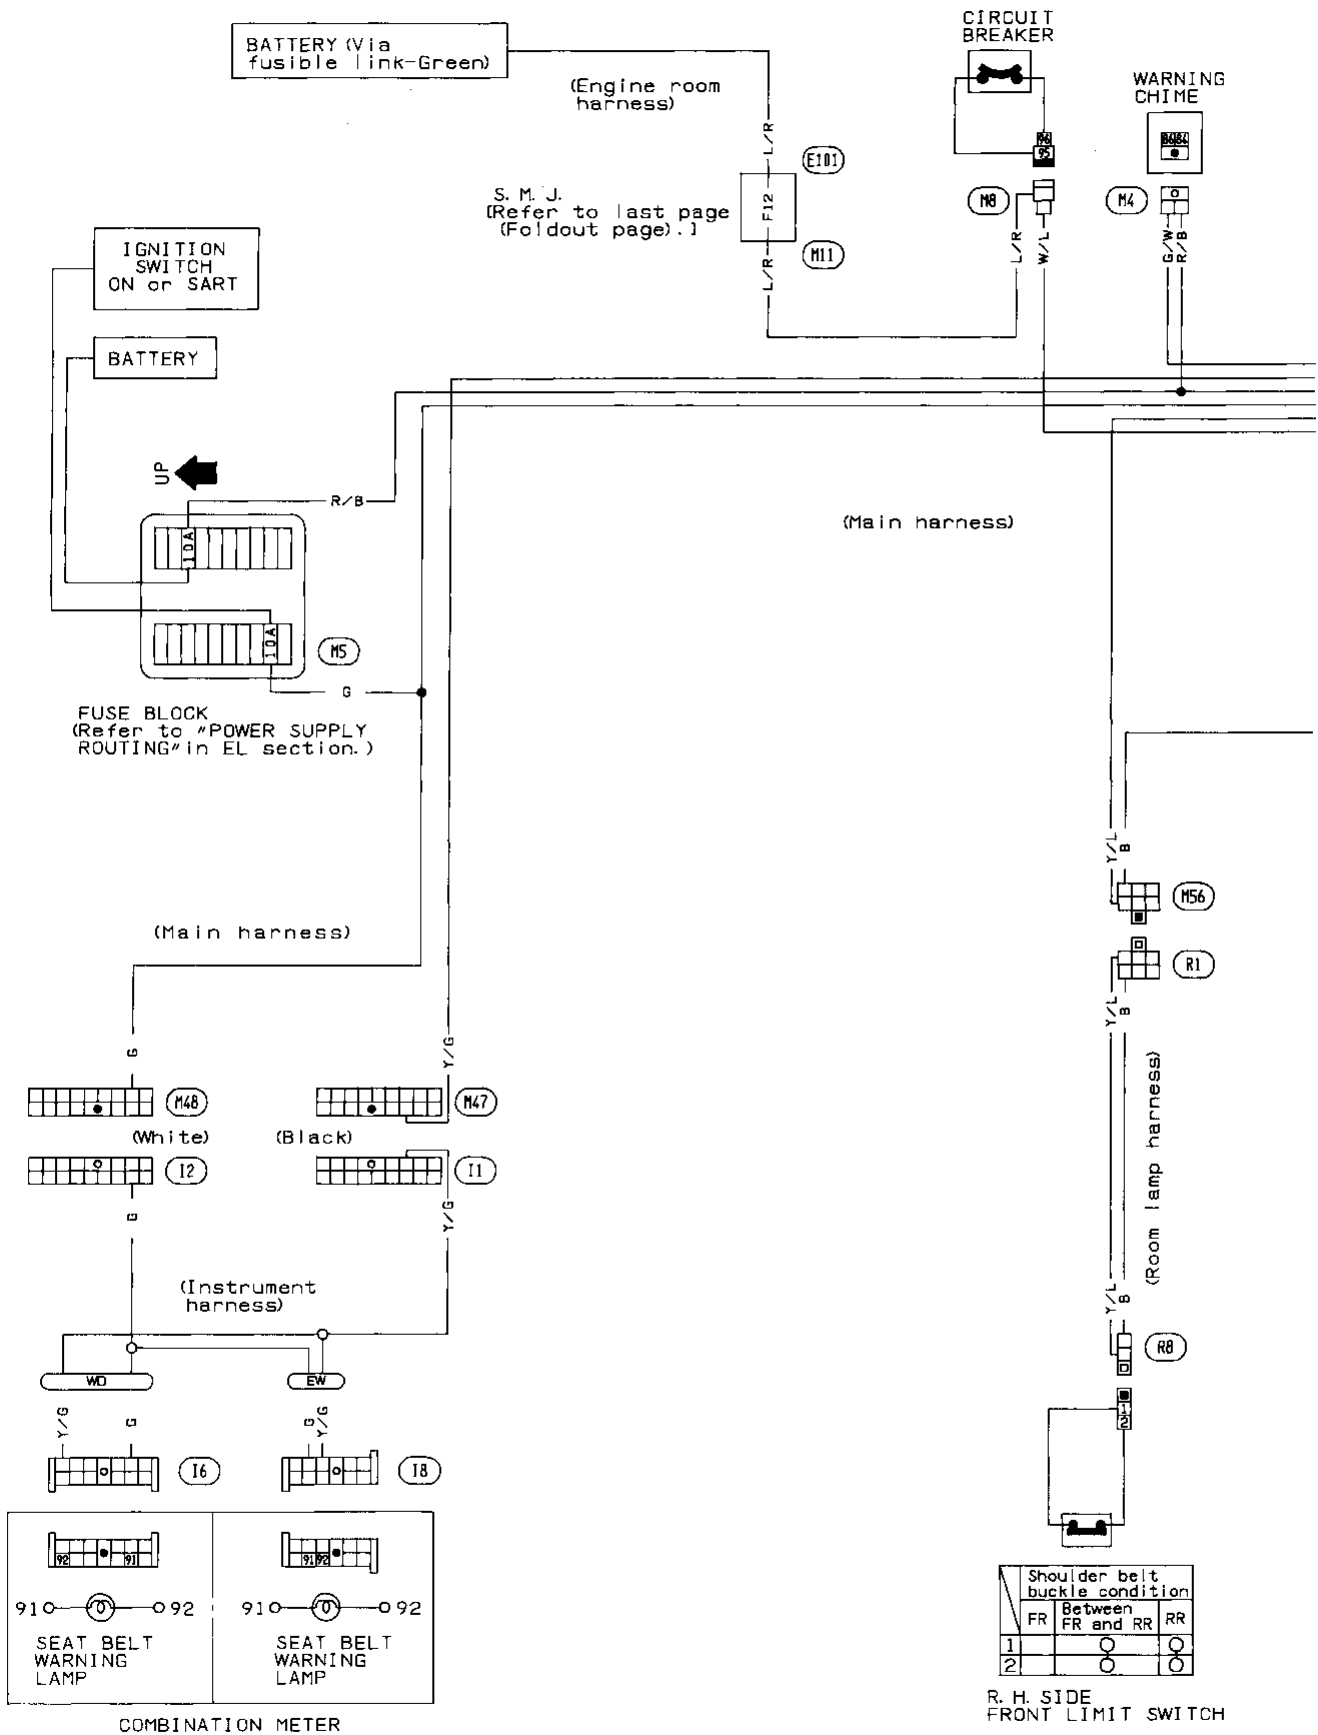 BATTERY (Via
fusible link-Green)
(Engine room
harness)
CIRCUIT
BREAKER
WARNING
CHIME
L/R
E101
S. M. J.
[Refer to last page
(Foldout page).]
F12
M11
L/R
96
95
M8
L/R
W/L
M4
G/W
R/B
IGNITION
SWITCH
ON or SART
BATTERY
UP
R/B
10A
10A
M5
G
FUSE BLOCK
(Refer to "POWER SUPPLY
ROUTING" in EL section.)
(Main harness)
(Main harness)
Y/L
B
M56
R1
Y/L
B
(Room lamp harness)
Y/L
B
R8
1
2
G
Y/G
M48
M47
(White)
(Black)
I2
I1
G
Y/G
(Instrument
harness)
WD
EW
Y/G
G
G
Y/G
I6
I8
92
91
91 92
91
92
91
92
SEAT BELT
WARNING
LAMP
SEAT BELT
WARNING
LAMP
COMBINATION METER
Shoulder belt
buckle condition
FR
Between
FR and RR
RR
1
2
R. H. SIDE
FRONT LIMIT SWITCH